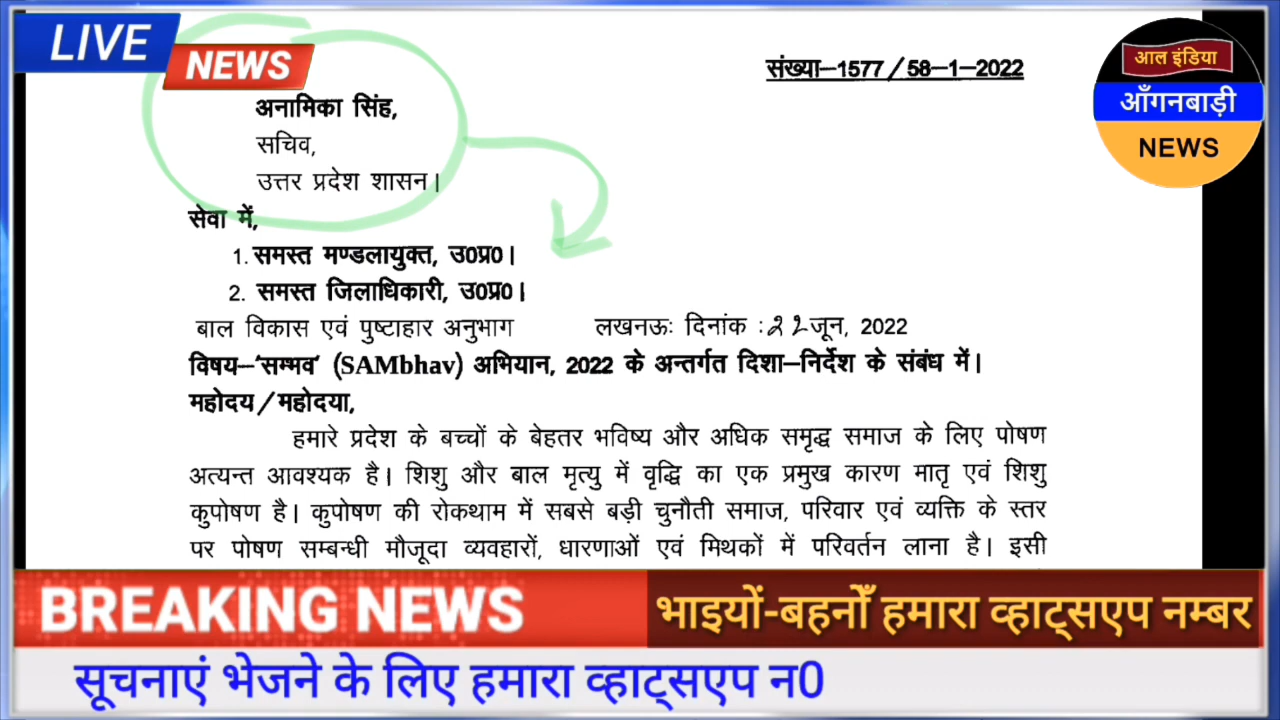 LIVE
NEWS
आल इंडिया
आँगनबाड़ी
NEWS
संख्या–1577/58–1–2022
अनामिका सिंह,
सचिव,
उत्तर प्रदेश शासन।
सेवा में,
1. समस्त मण्डलायुक्त, उ0प्र0।
2. समस्त जिलाधिकारी, उ0प्र0।
बाल विकास एवं पुष्टाहार अनुभाग लखनऊः दिनांक :22 जून, 2022
विषय–'सम्भव' (SAMbhav) अभियान, 2022 के अन्तर्गत दिशा–निर्देश के संबंध में।
महोदय/महोदया,
हमारे प्रदेश के बच्चों के बेहतर भविष्य और अधिक समृद्ध समाज के लिए पोषण
अत्यन्त आवश्यक है। शिशु और बाल मृत्यु में वृद्धि का एक प्रमुख कारण मातृ एवं शिशु
कुपोषण है। कुपोषण की रोकथाम में सबसे बड़ी चुनौती समाज, परिवार एवं व्यक्ति के स्तर
पर पोषण सम्बन्धी मौजूदा व्यवहारों, धारणाओं एवं मिथकों में परिवर्तन लाना है। इसी
BREAKING NEWS
भाइयों-बहनोँ हमारा व्हाट्सएप नम्बर
सूचनाएं भेजने के लिए हमारा व्हाट्सएप न0